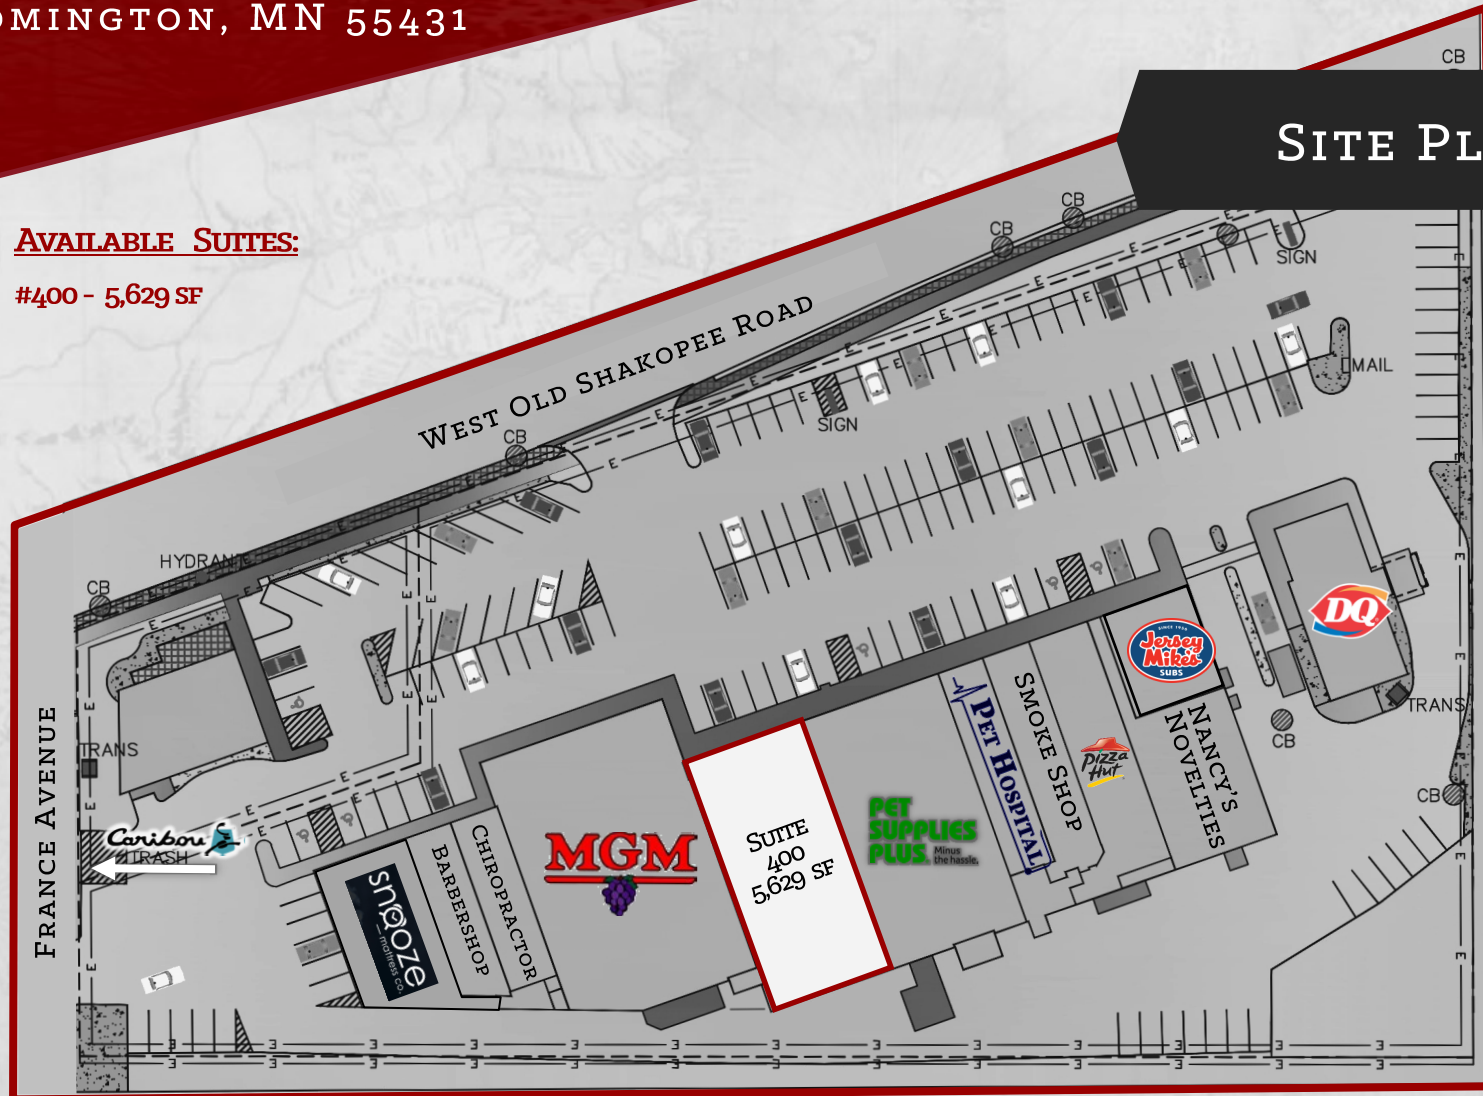 OMINGTON, MN 55431
SITE PL
AVAILABLE SUITES:
#400 - 5,629 SF
WEST OLD SHAKOPEE ROAD
FRANCE AVENUE
CB
CB
CB
SIGN
MAIL
SIGN
CB
HYDRANT
CB
TRANS
Caribou
TRASH
snooze
mattress co.
BARBERSHOP
CHIROPRACTOR
MGM
SUITE
400
5,629 SF
PET
SUPPLIES
PLUS.
Minus
the hassle.
PET HOSPITAL
SMOKE SHOP
Pizza
Hut
SINCE 1956
Jersey
Mike's
SUBS
NANCY'S
NOVELTIES
DQ
TRANS
CB
CB
E